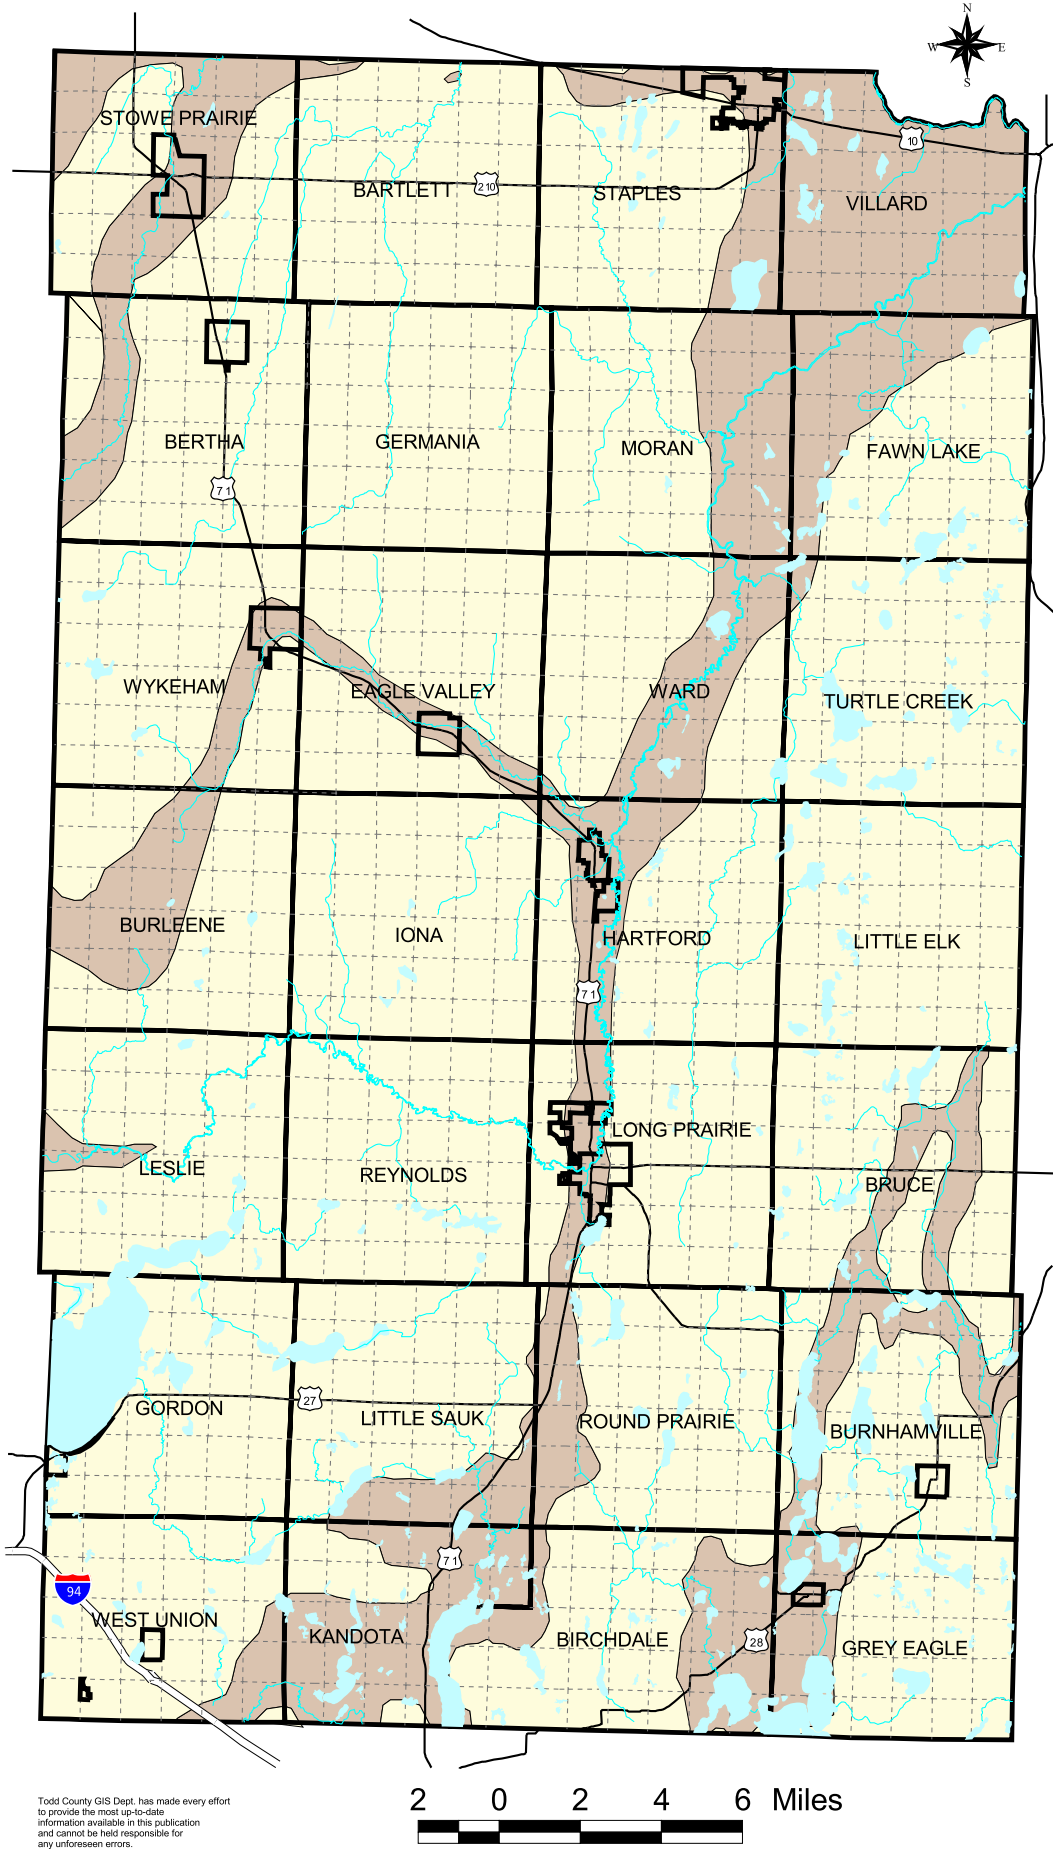 N
W E
S
STOWE PRAIRIE
10
BARTLETT
210
STAPLES
VILLARD
BERTHA
GERMANIA
MORAN
FAWN LAKE
71
WYKEHAM
EAGLE VALLEY
WARD
TURTLE CREEK
BURLEENE
IONA
HARTFORD
LITTLE ELK
71
LONG PRAIRIE
LESLIE
REYNOLDS
BRUCE
GORDON
27
LITTLE SAUK
ROUND PRAIRIE
BURNHAMVILLE
71
94
WEST UNION
KANDOTA
BIRCHDALE
28
GREY EAGLE
2 0 2 4 6 Miles
Todd County GIS Dept. has made every effort
to provide the most up-to-date
information available in this publication
and cannot be held responsible for
any unforeseen errors.